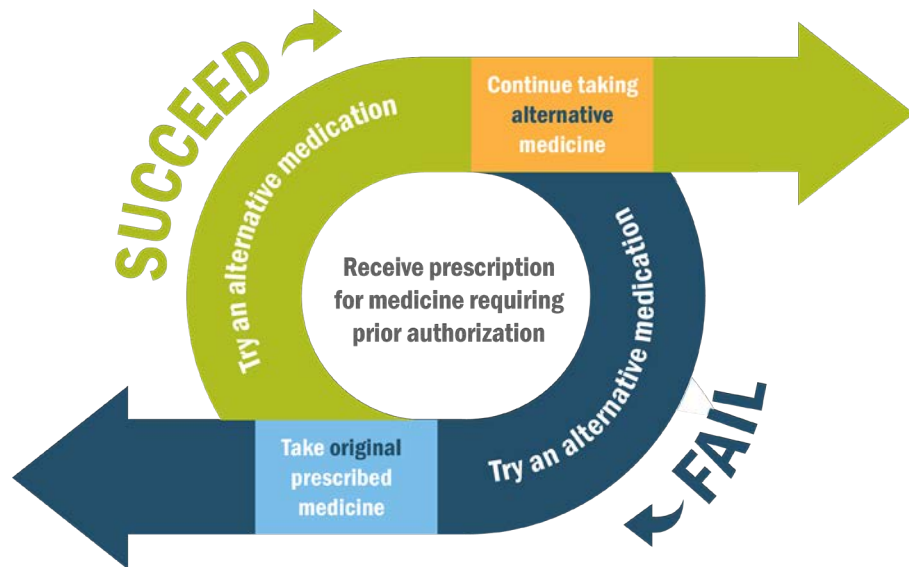 SUCCEED
Try an alternative medication
Continue taking
alternative
medicine
Receive prescription
for medicine requiring
prior authorization
Try an alternative medication
FAIL
Take original
prescribed
medicine